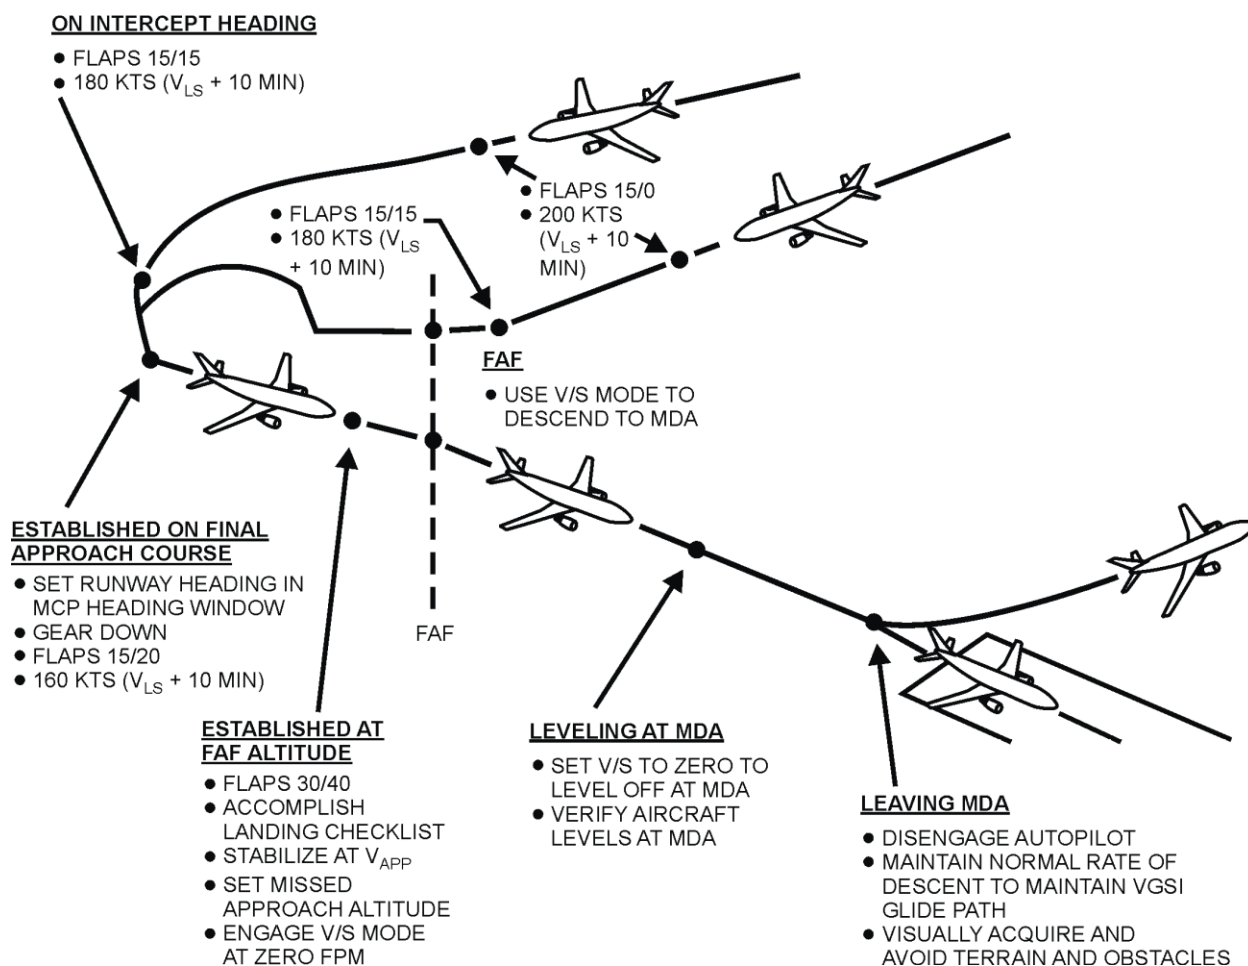 ON INTERCEPT HEADING
● FLAPS 15/15
● 180 KTS (VLS + 10 MIN)
● FLAPS 15/15
● 180 KTS (VLS
+ 10 MIN)
● FLAPS 15/0
● 200 KTS
(VLS + 10
MIN)
FAF
● USE V/S MODE TO
DESCEND TO MDA
FAF
ESTABLISHED ON FINAL
APPROACH COURSE
● SET RUNWAY HEADING IN
MCP HEADING WINDOW
● GEAR DOWN
● FLAPS 15/20
● 160 KTS (VLS + 10 MIN)
ESTABLISHED AT
FAF ALTITUDE
● FLAPS 30/40
● ACCOMPLISH
LANDING CHECKLIST
● STABILIZE AT VAPP
● SET MISSED
APPROACH ALTITUDE
● ENGAGE V/S MODE
AT ZERO FPM
LEVELING AT MDA
● SET V/S TO ZERO TO
LEVEL OFF AT MDA
● VERIFY AIRCRAFT
LEVELS AT MDA
LEAVING MDA
● DISENGAGE AUTOPILOT
● MAINTAIN NORMAL RATE OF
DESCENT TO MAINTAIN VGSI
GLIDE PATH
● VISUALLY ACQUIRE AND
AVOID TERRAIN AND OBSTACLES